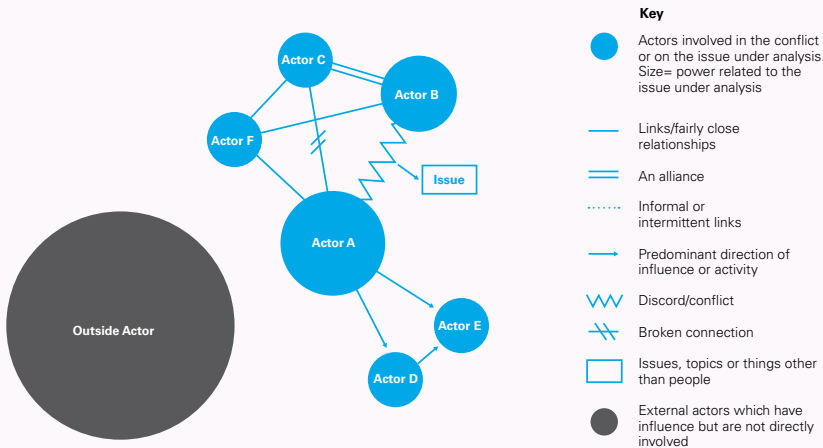 Actor C
Actor B
Actor F
Issue
Actor A
Outside Actor
Actor E
Actor D
Key
Actors involved in the conflict
or on the issue under analysis.
Size= power related to the
issue under analysis
Links/fairly close
relationships
An alliance
Informal or
intermittent links
Predominant direction of
influence or activity
Discord/conflict
Broken connection
Issues, topics or things other
than people
External actors which have
influence but are not directly
involved